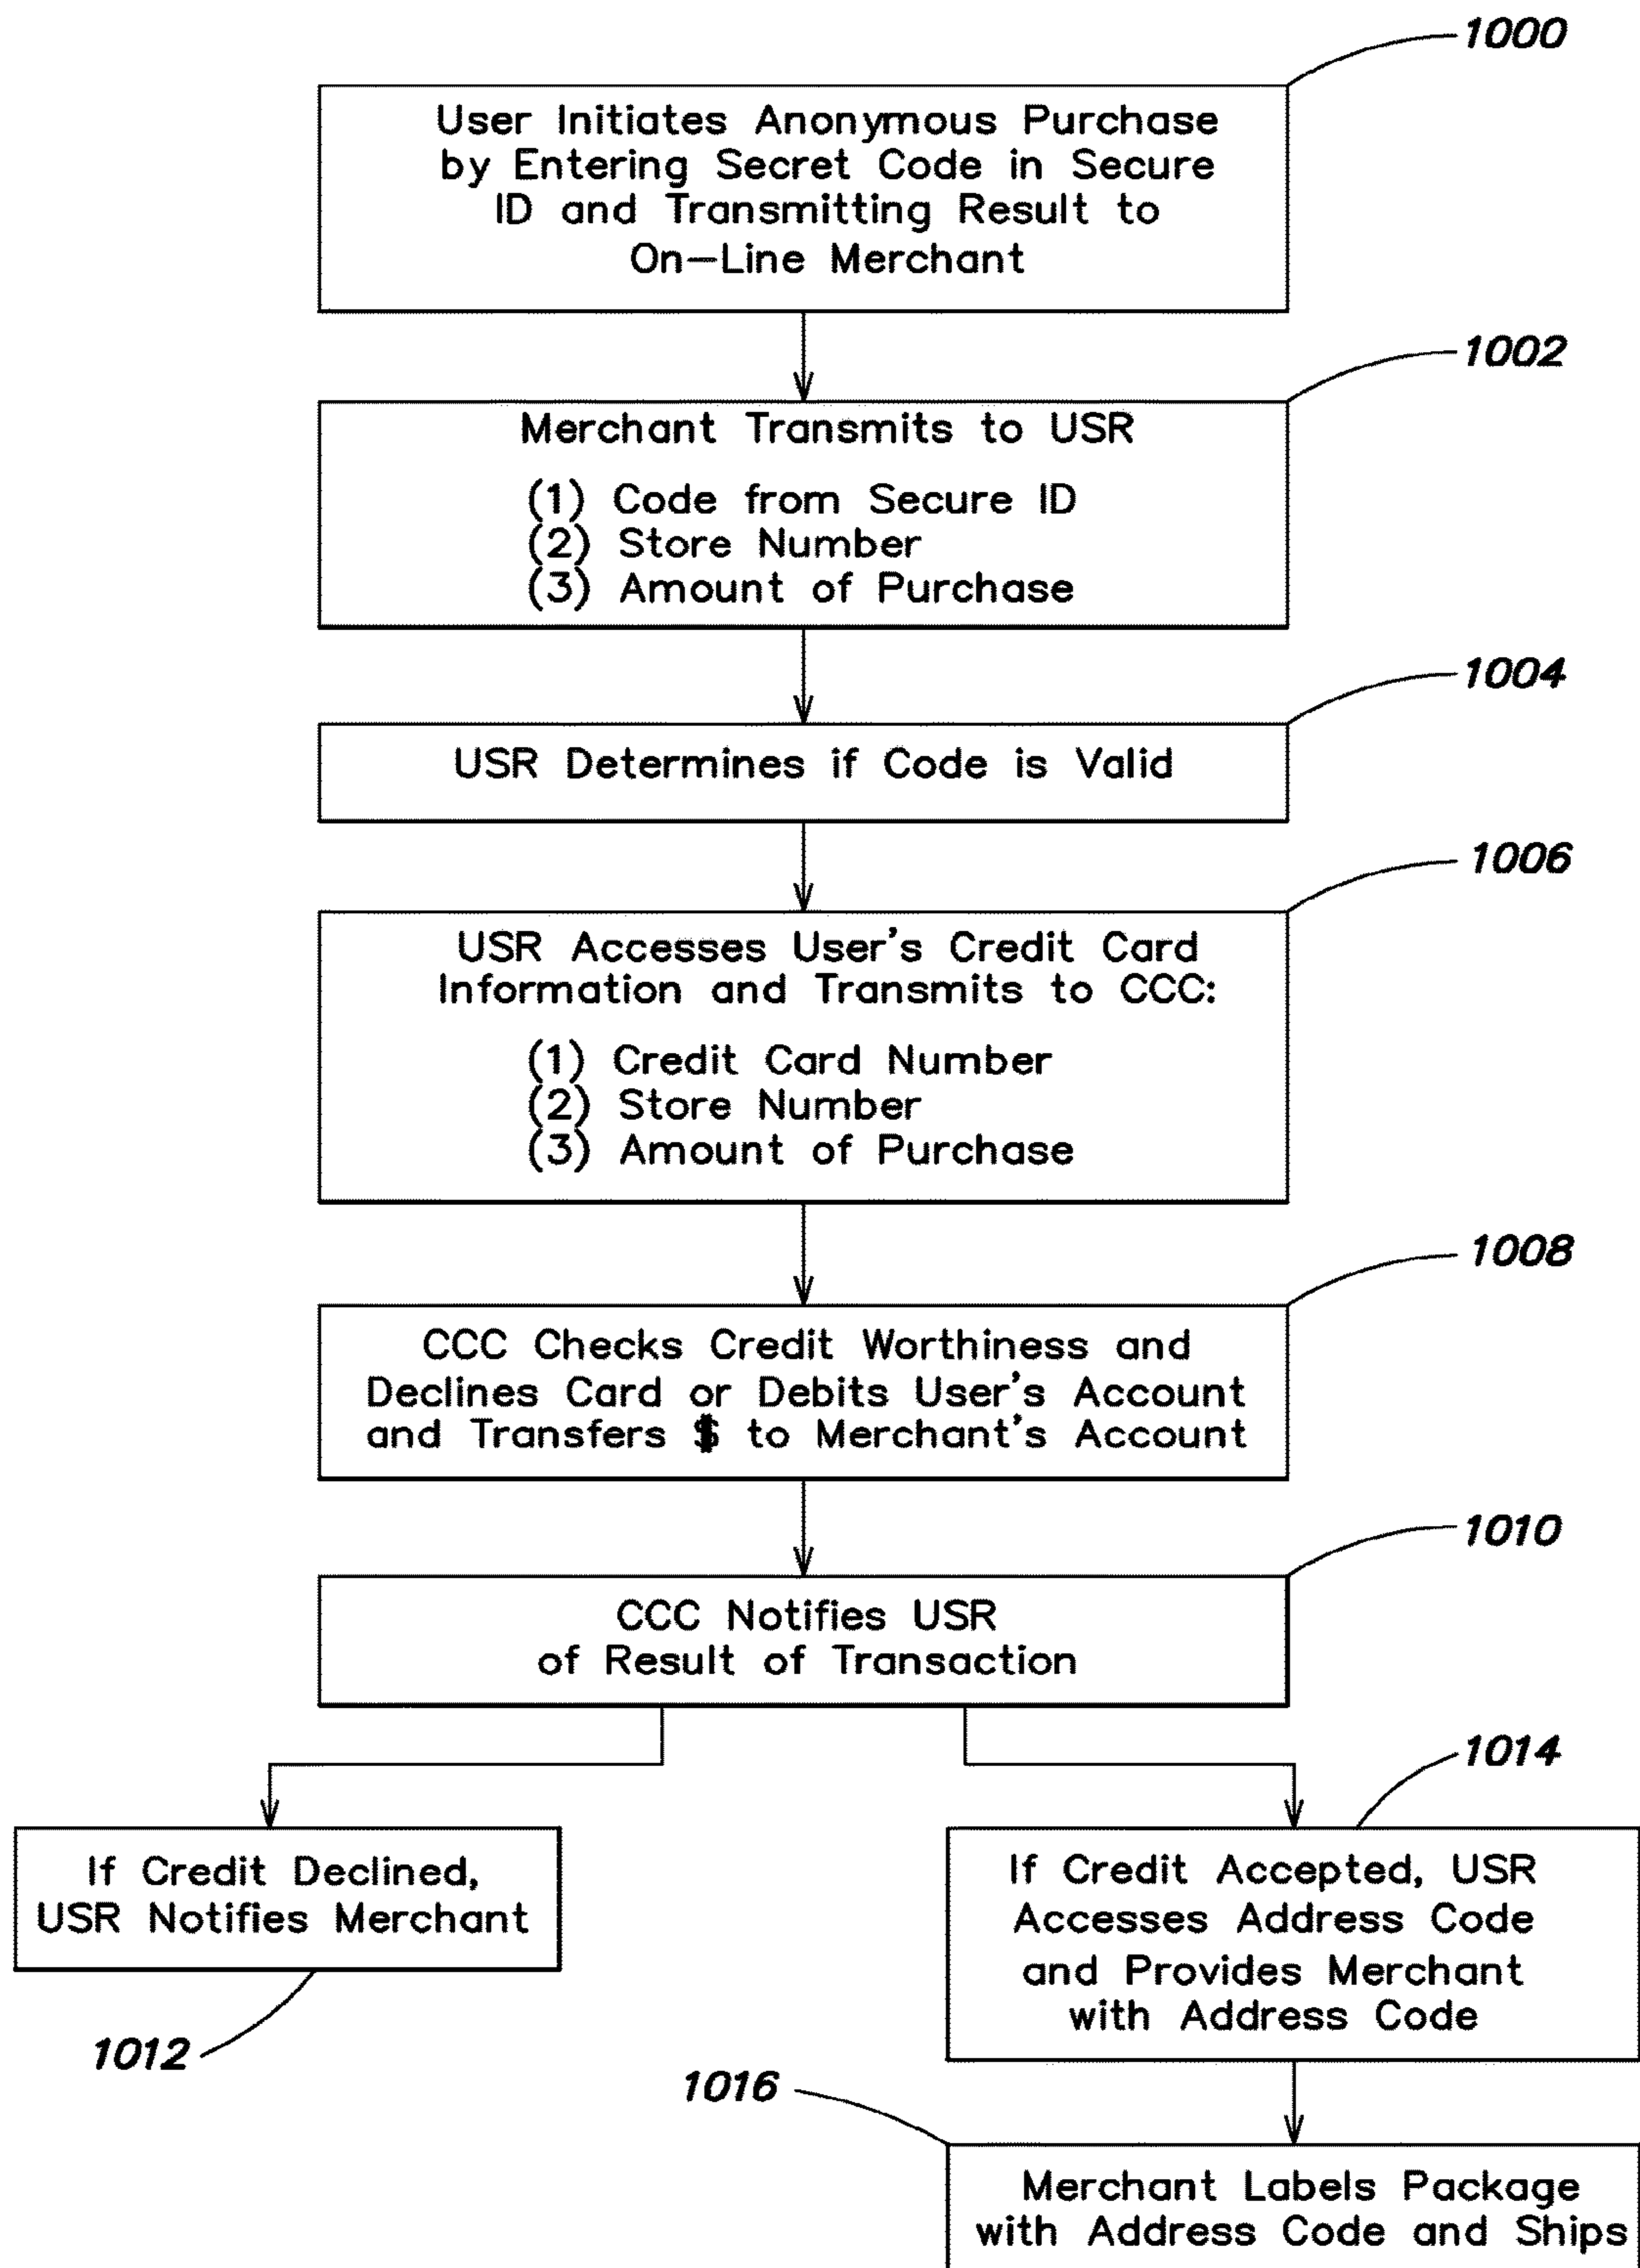 1000
User Initiates Anonymous Purchase
by Entering Secret Code in Secure
ID and Transmitting Result to
On-Line Merchant
1002
Merchant Transmits to USR
(1) Code from Secure ID
(2) Store Number
(3) Amount of Purchase
1004
USR Determines if Code is Valid
1006
USR Accesses User's Credit Card
Information and Transmits to CCC:
(1) Credit Card Number
(2) Store Number
(3) Amount of Purchase
1008
CCC Checks Credit Worthiness and
Declines Card or Debits User's Account
and Transfers $ to Merchant's Account
1010
CCC Notifies USR
of Result of Transaction
1012
If Credit Declined,
USR Notifies Merchant
1014
If Credit Accepted, USR
Accesses Address Code
and Provides Merchant
with Address Code
1016
Merchant Labels Package
with Address Code and Ships